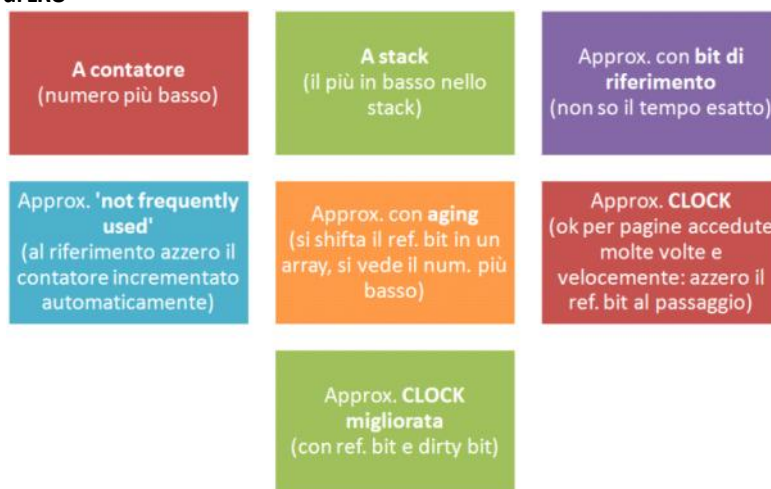 di LRU
A contatore
(numero più basso)
A stack
(il più in basso nello
stack)
Approx. con bit di
riferimento
(non so il tempo esatto)
Approx. 'not frequently
used'
(al riferimento azzero il
contatore incrementato
automaticamente)
Approx. con aging
(si shifta il ref. bit in un
array, si vede il num. più
basso)
Approx. CLOCK
(ok per pagine accedute
molte volte e
velocemente: azzero il
ref. bit al passaggio)
Approx. CLOCK
migliorata
(con ref. bit e dirty bit)